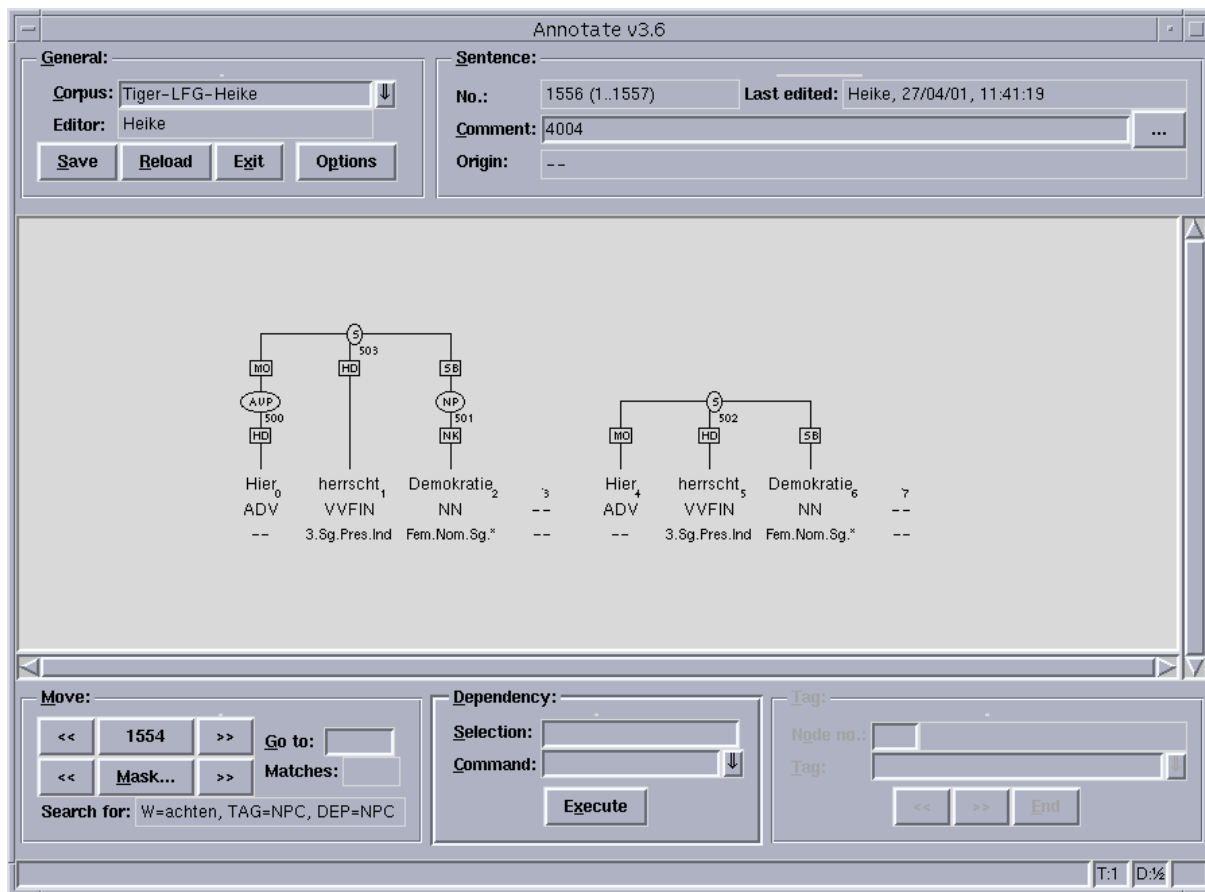 Annotate v3.6
General:
Corpus: Tiger-LFG-Heike
Editor: Heike
Save Reload Exit Options
Sentence:
No.: 1556 (1..1557) Last edited: Heike, 27/04/01, 11:41:19
Comment: 4004 ...
Origin: --
S
503
MO HD SB
AVP NP S
500 501 502
HD NK MO HD SB
Hier0 herrscht1 Demokratie2 `3 Hier4 herrscht5 Demokratie6 `7
ADV VVFIN NN -- ADV VVFIN NN --
-- 3.Sg.Pres.Ind Fem.Nom.Sg.* -- -- 3.Sg.Pres.Ind Fem.Nom.Sg.* --
Move:
<< 1554 >> Go to:
<< Mask... >> Matches:
Search for: W=achten, TAG=NPC, DEP=NPC
Dependency:
Selection:
Command:
Execute
Tag:
Node no.:
Tag:
<< >> End
T:1 D:½